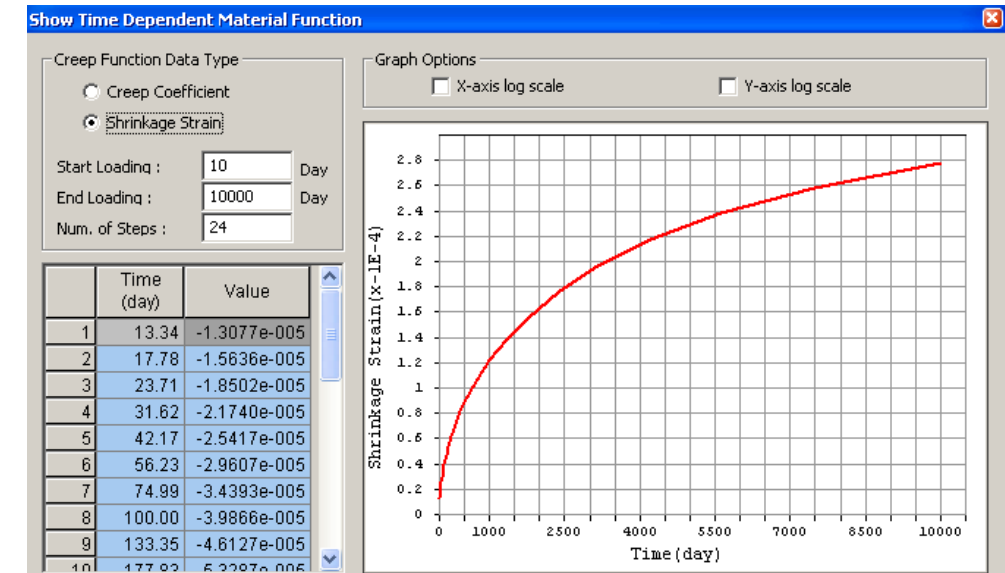 Show Time Dependent Material Function
Creep Function Data Type
Creep Coefficient
Shrinkage Strain
Start Loading : 10 Day
End Loading : 10000 Day
Num. of Steps : 24
Time (day) Value
1 13.34 -1.3077e-005
2 17.78 -1.5636e-005
3 23.71 -1.8502e-005
4 31.62 -2.1740e-005
5 42.17 -2.5417e-005
6 56.23 -2.9607e-005
7 74.99 -3.4393e-005
8 100.00 -3.9866e-005
9 133.35 -4.6127e-005
Graph Options
X-axis log scale Y-axis log scale
Shrinkage Strain(x-1E-4)
2.8
2.6
2.4
2.2
2
1.8
1.6
1.4
1.2
1
0.8
0.6
0.4
0.2
0
0 1000 2500 4000 5500 7000 8500 10000
Time(day)